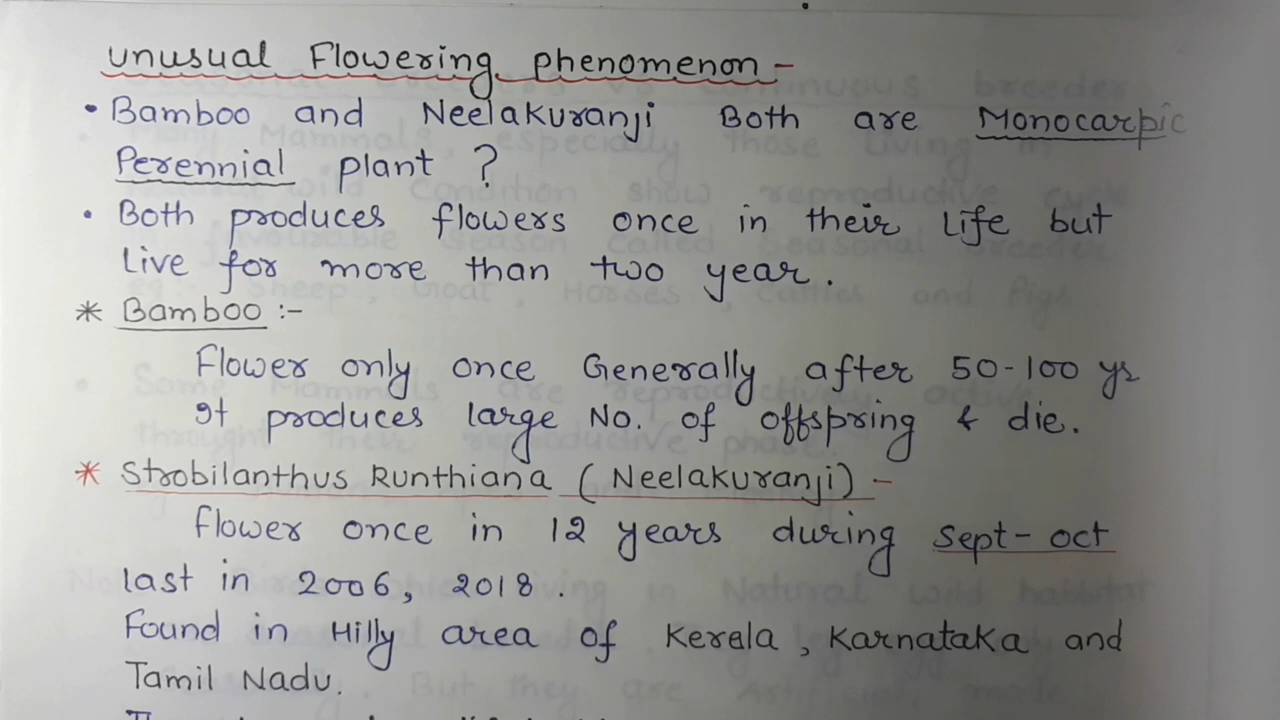 unusual Flowering phenomenon -
• Bamboo and Neelakuranji Both are Monocarpic
Perennial plant ?
• Both produces flowers once in their life but
Live for more than two year.
* Bamboo :-
Flower only once Generally after 50-100 yr
It produces large No. of offspring & die.
* Strobilanthus Runthiana (Neelakuranji) -
flower once in 12 years during Sept - oct
last in 2006, 2018 .
Found in Hilly area of Kerala, Karnataka and
Tamil Nadu.